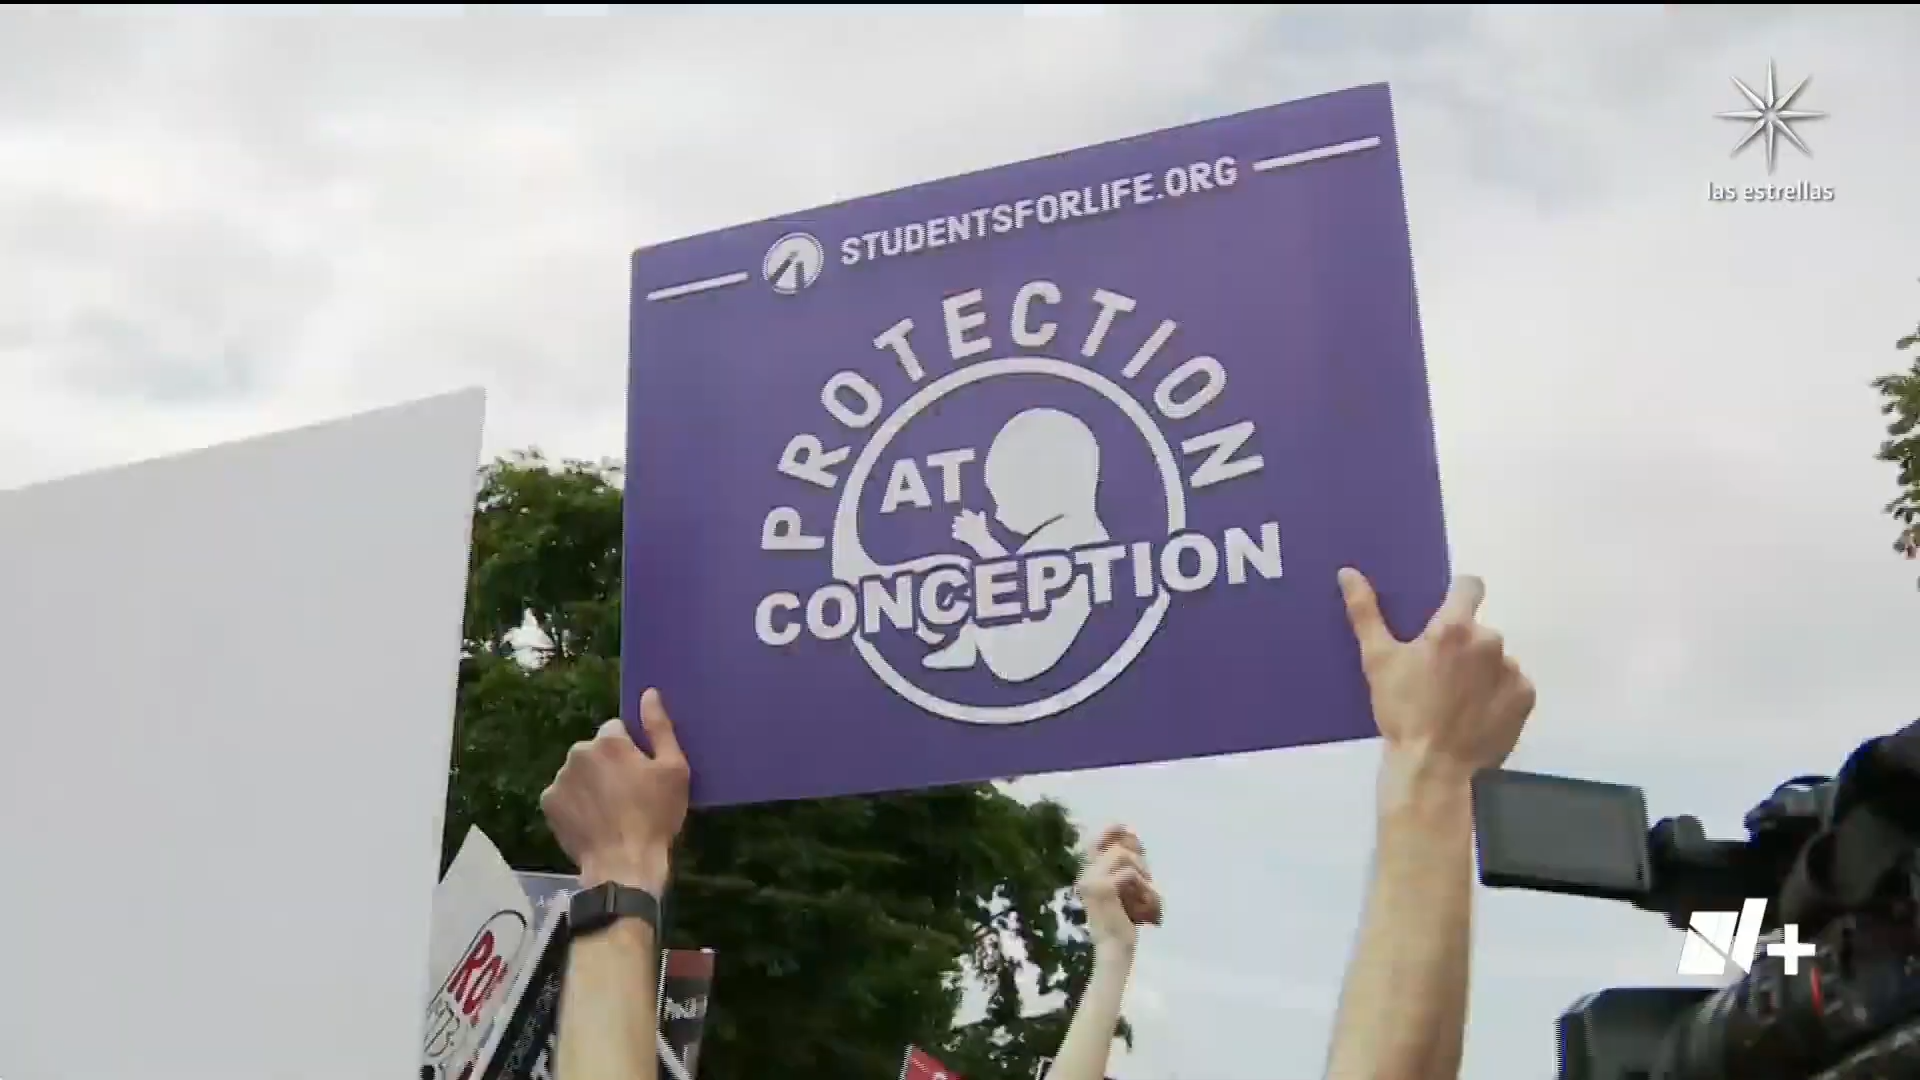 STUDENTSFORLIFE.ORG
PROTECTION
AT
CONCEPTION
las estrellas
N+